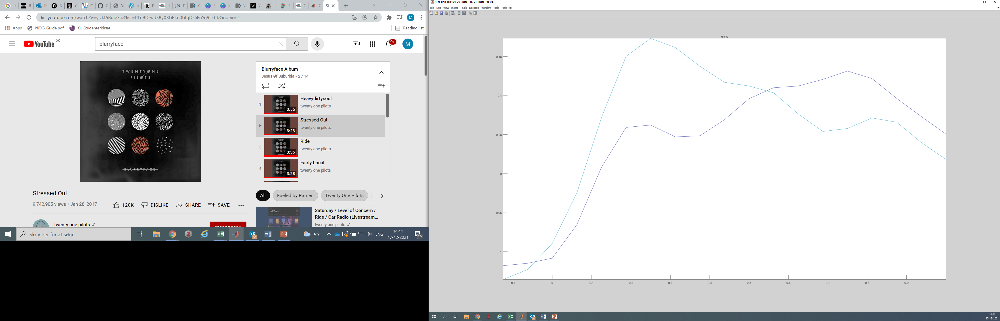 youtube.com/watch?v=yizkt5BubGo&list=PLnBDrwd58yXKbRkn0bfgDzIiFnYq9ckbt&index=2
M
Apps
NEXS-Guide.pdf
KU Studenteridræt
Reading list
YouTube
DK
blurryface
9+
M
TWENTY ØNE
PILØTS
BLURRYFACE
Blurryface Album
Jesus Øf Suburbia - 2 / 14
1
3:55
Heavydirtysoul
twenty one pilots
3:23
Stressed Out
twenty one pilots
3
3:35
Ride
twenty one pilots
4
3:28
Fairly Local
twenty one pilots
Stressed Out
9,742,905 views • Jan 28, 2017
120K
DISLIKE
SHARE
SAVE
All
Fueled by Ramen
Twenty One Pilots
Saturday / Level of Concern /
Ride / Car Radio (Livestream...
twenty one pilots
twenty one pilots
SUBSCRIBE
Skriv her for at søge
5°C
ENG
14:44
17-12-2021
19
4: ft_singleplotER: G0_Theta_Pre, G1_Theta_Pre (Fz)
File Edit View Insert Tools Desktop Window Help FieldTrip
Fz / 12
0.15
0.1
0.05
0
-0.05
-0.1
-0.1 0 0.1 0.2 0.3 0.4 0.5 0.6 0.7 0.8 0.9
14:44
17-12-2021